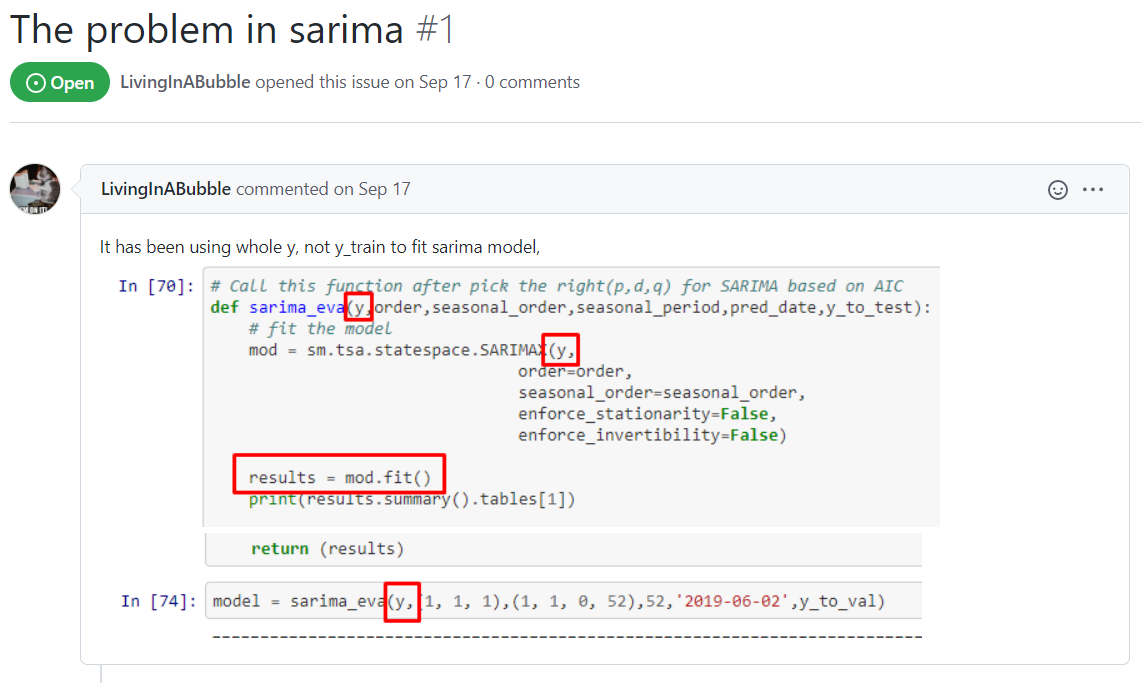 The problem in sarima #1
Open LivingInABubble opened this issue on Sep 17 · 0 comments
LivingInABubble commented on Sep 17
It has been using whole y, not y_train to fit sarima model,
In [70]: # Call this function after pick the right(p,d,q) for SARIMA based on AIC
def sarima_eva(y,order,seasonal_order,seasonal_period,pred_date,y_to_test):
# fit the model
mod = sm.tsa.statespace.SARIMAX(y,
order=order,
seasonal_order=seasonal_order,
enforce_stationarity=False,
enforce_invertibility=False)
results = mod.fit()
print(results.summary().tables[1])
return (results)
In [74]: model = sarima_eva(y,(1, 1, 1),(1, 1, 0, 52),52,'2019-06-02',y_to_val)